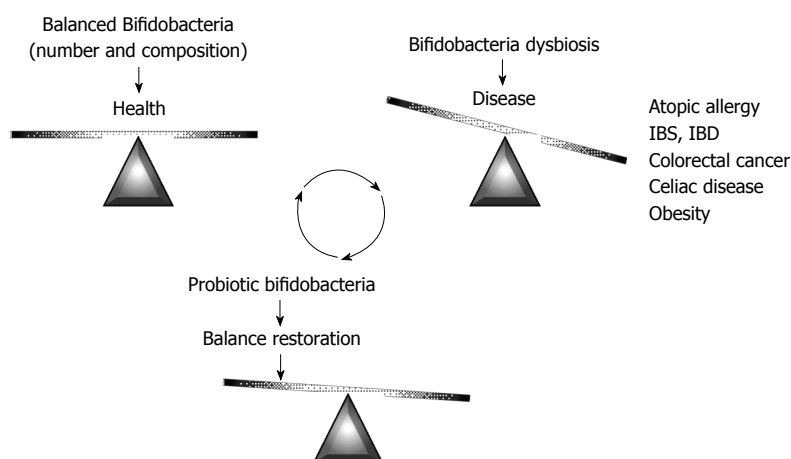 Balanced Bifidobacteria
(number and composition)
Health
Bifidobacteria dysbiosis
Disease
Atopic allergy
IBS, IBD
Colorectal cancer
Celiac disease
Obesity
Probiotic bifidobacteria
Balance restoration